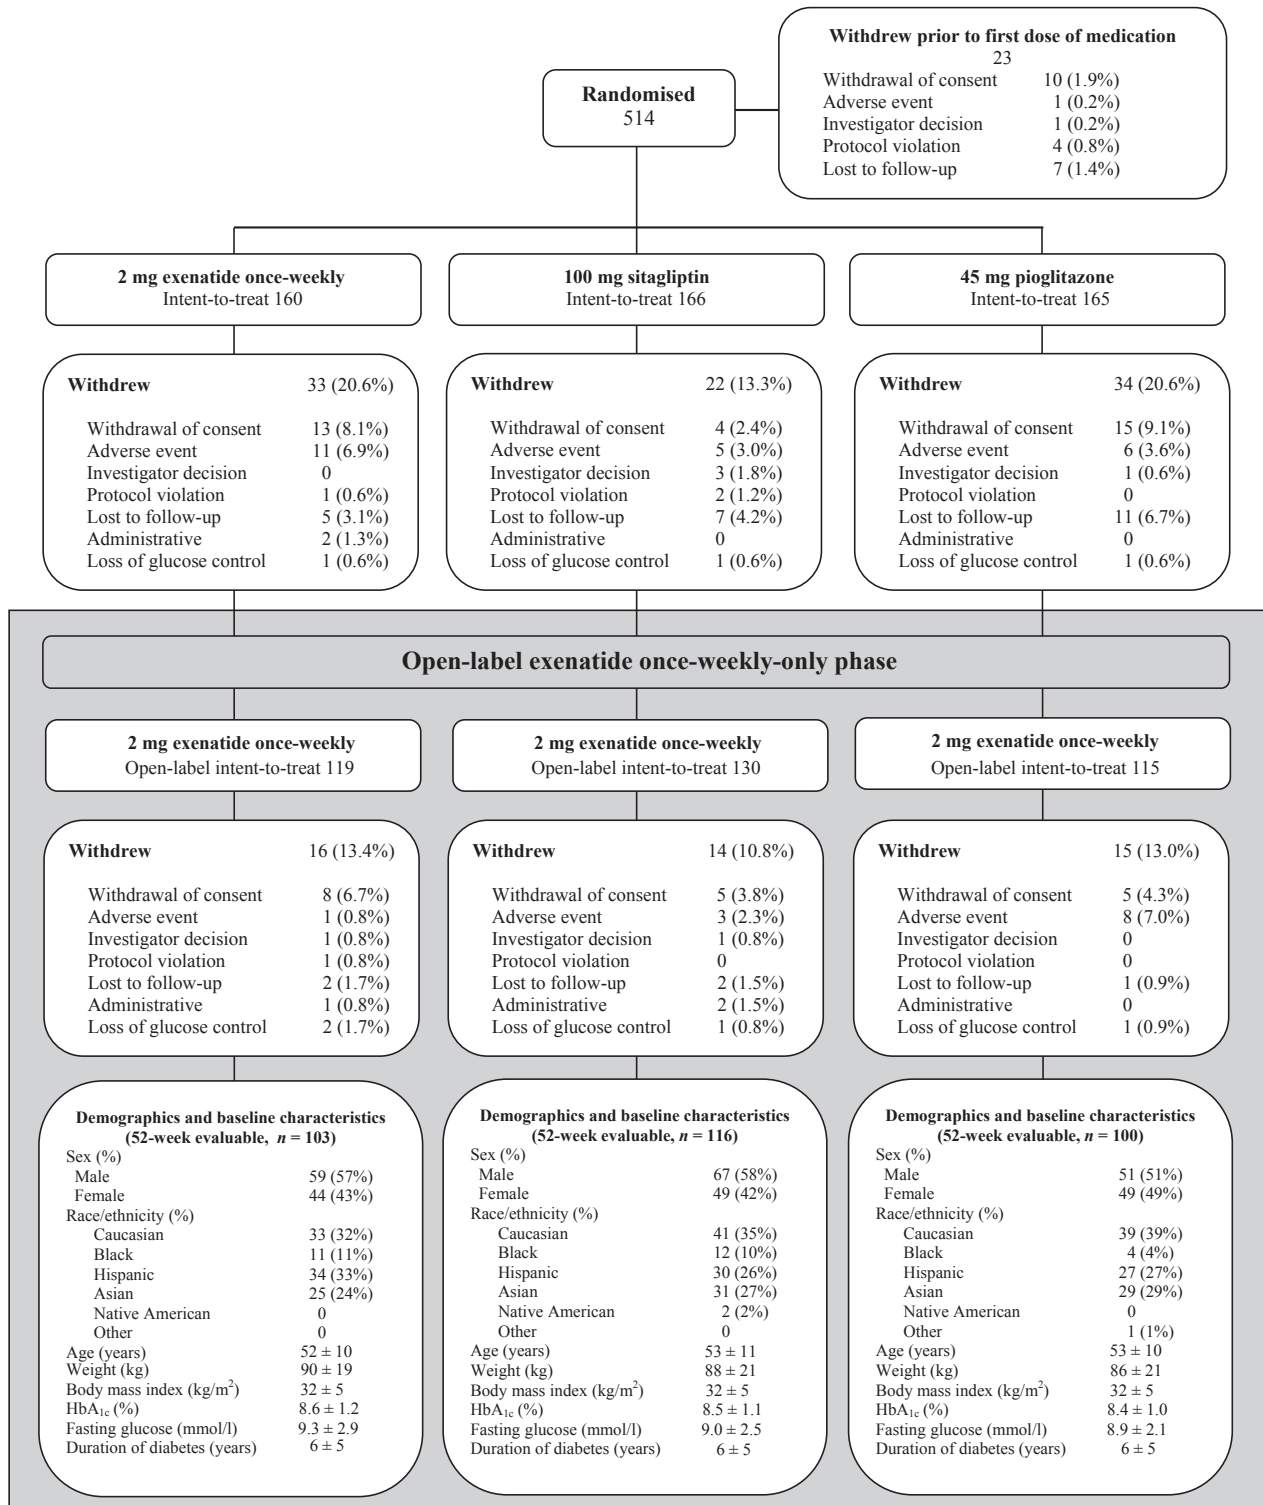 Withdrew prior to first dose of medication
23
Withdrawal of consent 10 (1.9%)
Adverse event 1 (0.2%)
Investigator decision 1 (0.2%)
Protocol violation 4 (0.8%)
Lost to follow-up 7 (1.4%)
Randomised
514
2 mg exenatide once-weekly
Intent-to-treat 160
100 mg sitagliptin
Intent-to-treat 166
45 mg pioglitazone
Intent-to-treat 165
Withdrew 33 (20.6%)
Withdrawal of consent 13 (8.1%)
Adverse event 11 (6.9%)
Investigator decision 0
Protocol violation 1 (0.6%)
Lost to follow-up 5 (3.1%)
Administrative 2 (1.3%)
Loss of glucose control 1 (0.6%)
Withdrew 22 (13.3%)
Withdrawal of consent 4 (2.4%)
Adverse event 5 (3.0%)
Investigator decision 3 (1.8%)
Protocol violation 2 (1.2%)
Lost to follow-up 7 (4.2%)
Administrative 0
Loss of glucose control 1 (0.6%)
Withdrew 34 (20.6%)
Withdrawal of consent 15 (9.1%)
Adverse event 6 (3.6%)
Investigator decision 1 (0.6%)
Protocol violation 0
Lost to follow-up 11 (6.7%)
Administrative 0
Loss of glucose control 1 (0.6%)
Open-label exenatide once-weekly-only phase
2 mg exenatide once-weekly
Open-label intent-to-treat 119
2 mg exenatide once-weekly
Open-label intent-to-treat 130
2 mg exenatide once-weekly
Open-label intent-to-treat 115
Withdrew 16 (13.4%)
Withdrawal of consent 8 (6.7%)
Adverse event 1 (0.8%)
Investigator decision 1 (0.8%)
Protocol violation 1 (0.8%)
Lost to follow-up 2 (1.7%)
Administrative 1 (0.8%)
Loss of glucose control 2 (1.7%)
Withdrew 14 (10.8%)
Withdrawal of consent 5 (3.8%)
Adverse event 3 (2.3%)
Investigator decision 1 (0.8%)
Protocol violation 0
Lost to follow-up 2 (1.5%)
Administrative 2 (1.5%)
Loss of glucose control 1 (0.8%)
Withdrew 15 (13.0%)
Withdrawal of consent 5 (4.3%)
Adverse event 8 (7.0%)
Investigator decision 0
Protocol violation 0
Lost to follow-up 1 (0.9%)
Administrative 0
Loss of glucose control 1 (0.9%)
Demographics and baseline characteristics
(52-week evaluable, n = 103)
Sex (%)
Male 59 (57%)
Female 44 (43%)
Race/ethnicity (%)
Caucasian 33 (32%)
Black 11 (11%)
Hispanic 34 (33%)
Asian 25 (24%)
Native American 0
Other 0
Age (years) 52 ± 10
Weight (kg) 90 ± 19
Body mass index (kg/m²) 32 ± 5
HbA1c (%) 8.6 ± 1.2
Fasting glucose (mmol/l) 9.3 ± 2.9
Duration of diabetes (years) 6 ± 5
Demographics and baseline characteristics
(52-week evaluable, n = 116)
Sex (%)
Male 67 (58%)
Female 49 (42%)
Race/ethnicity (%)
Caucasian 41 (35%)
Black 12 (10%)
Hispanic 30 (26%)
Asian 31 (27%)
Native American 2 (2%)
Other 0
Age (years) 53 ± 11
Weight (kg) 88 ± 21
Body mass index (kg/m²) 32 ± 5
HbA1c (%) 8.5 ± 1.1
Fasting glucose (mmol/l) 9.0 ± 2.5
Duration of diabetes (years) 6 ± 5
Demographics and baseline characteristics
(52-week evaluable, n = 100)
Sex (%)
Male 51 (51%)
Female 49 (49%)
Race/ethnicity (%)
Caucasian 39 (39%)
Black 4 (4%)
Hispanic 27 (27%)
Asian 29 (29%)
Native American 0
Other 1 (1%)
Age (years) 53 ± 10
Weight (kg) 86 ± 21
Body mass index (kg/m²) 32 ± 5
HbA1c (%) 8.4 ± 1.0
Fasting glucose (mmol/l) 8.9 ± 2.1
Duration of diabetes (years) 6 ± 5